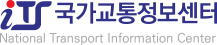 iTS 국가교통정보센터
National Transport Information Center